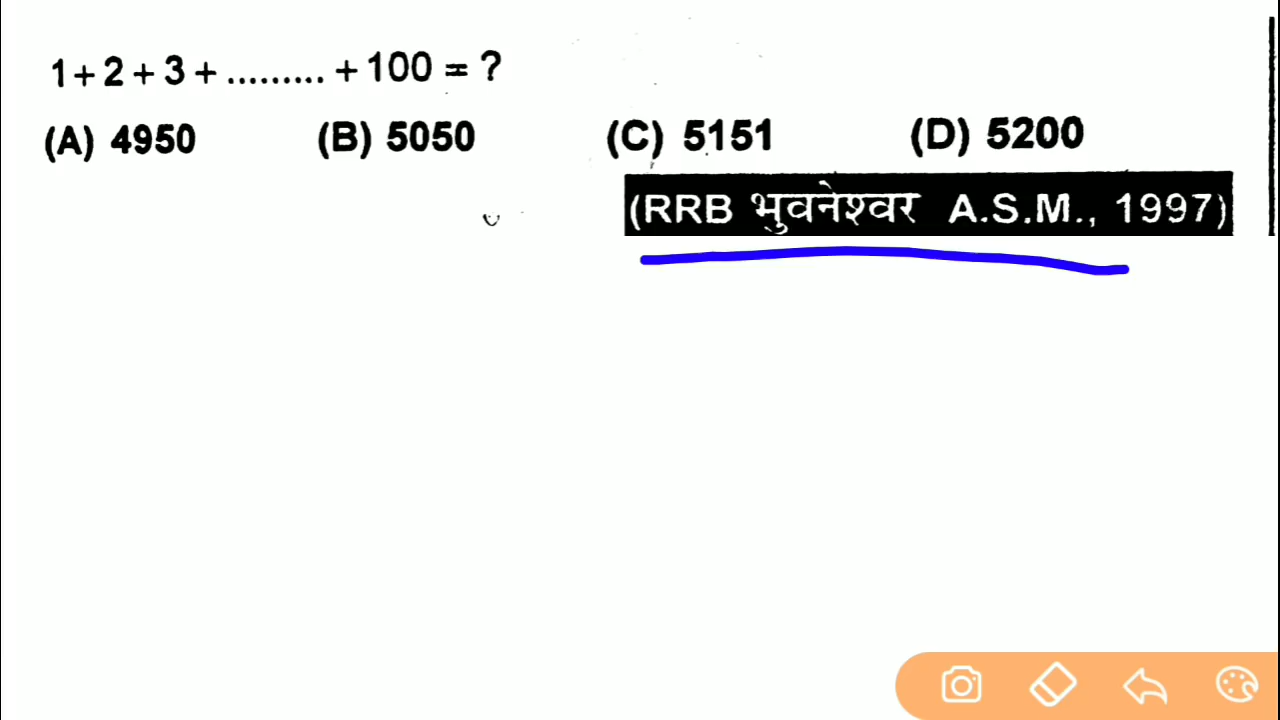 1 + 2 + 3 + ......... + 100 = ?
(A) 4950 (B) 5050 (C) 5151 (D) 5200
(RRB भुवनेश्वर A.S.M., 1997)